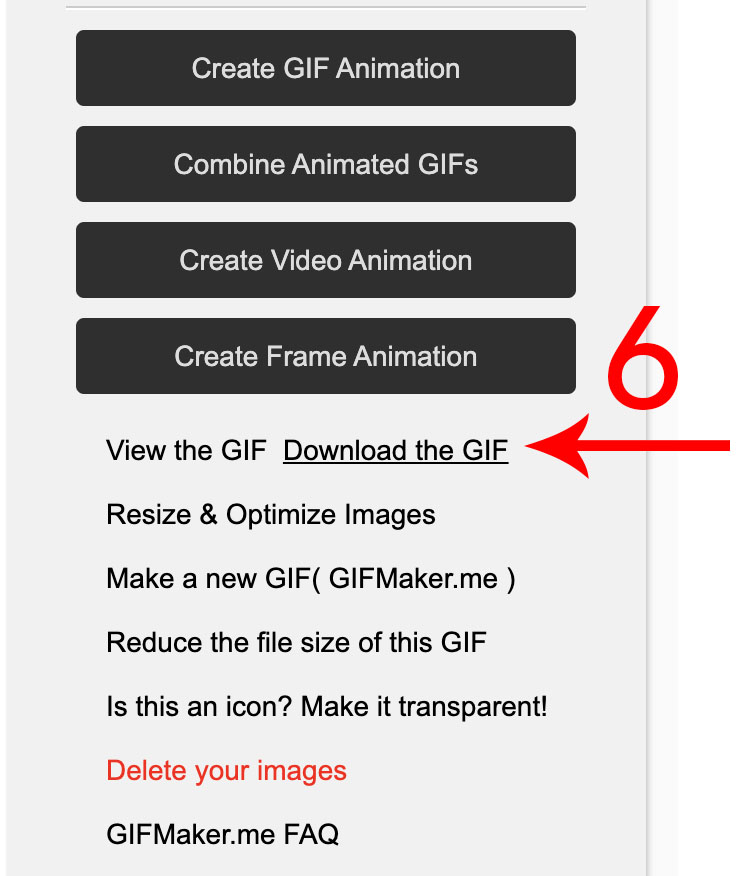 Create GIF Animation
Combine Animated GIFs
Create Video Animation
Create Frame Animation
6
View the GIF Download the GIF
Resize & Optimize Images
Make a new GIF( GIFMaker.me )
Reduce the file size of this GIF
Is this an icon? Make it transparent!
Delete your images
GIFMaker.me FAQ